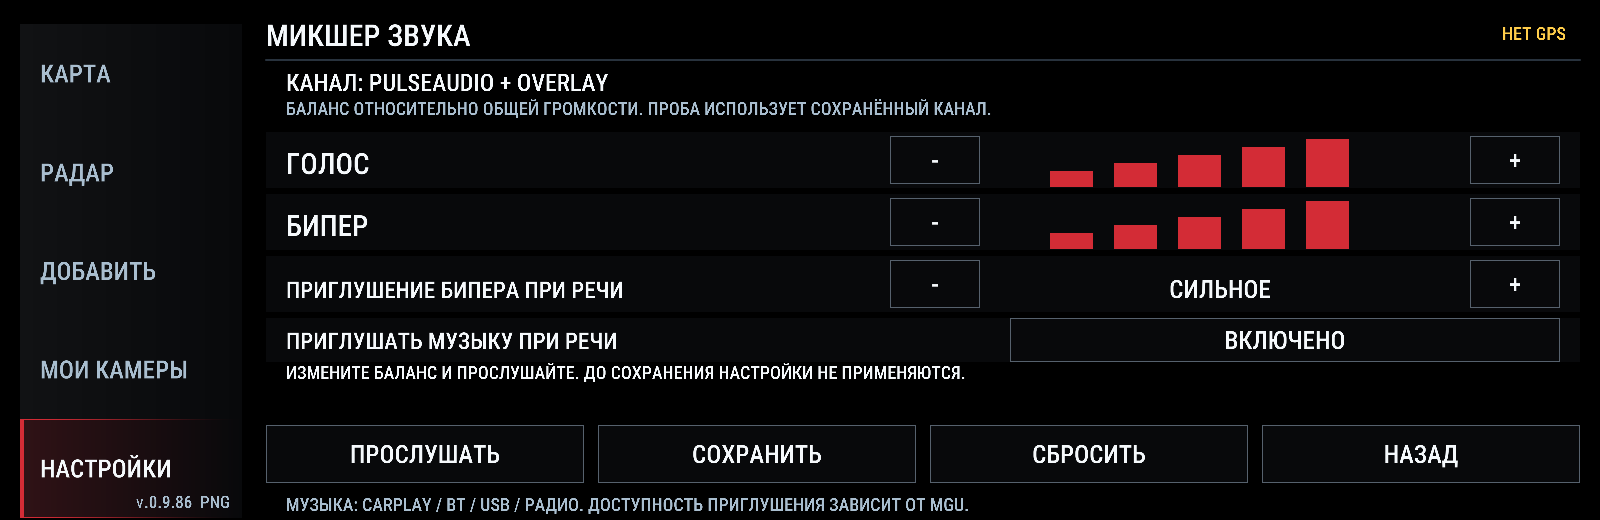 МИКШЕР ЗВУКА
НЕТ GPS
КАРТА
РАДАР
ДОБАВИТЬ
МОИ КАМЕРЫ
НАСТРОЙКИ
v.0.9.86 PNG
КАНАЛ: PULSEAUDIO + OVERLAY
БАЛАНС ОТНОСИТЕЛЬНО ОБЩЕЙ ГРОМКОСТИ. ПРОБА ИСПОЛЬЗУЕТ СОХРАНЁННЫЙ КАНАЛ.
ГОЛОС - +
БИПЕР - +
ПРИГЛУШЕНИЕ БИПЕРА ПРИ РЕЧИ - СИЛЬНОЕ +
ПРИГЛУШАТЬ МУЗЫКУ ПРИ РЕЧИ ВКЛЮЧЕНО
ИЗМЕНИТЕ БАЛАНС И ПРОСЛУШАЙТЕ. ДО СОХРАНЕНИЯ НАСТРОЙКИ НЕ ПРИМЕНЯЮТСЯ.
ПРОСЛУШАТЬ СОХРАНИТЬ СБРОСИТЬ НАЗАД
МУЗЫКА: CARPLAY / BT / USB / РАДИО. ДОСТУПНОСТЬ ПРИГЛУШЕНИЯ ЗАВИСИТ ОТ MGU.